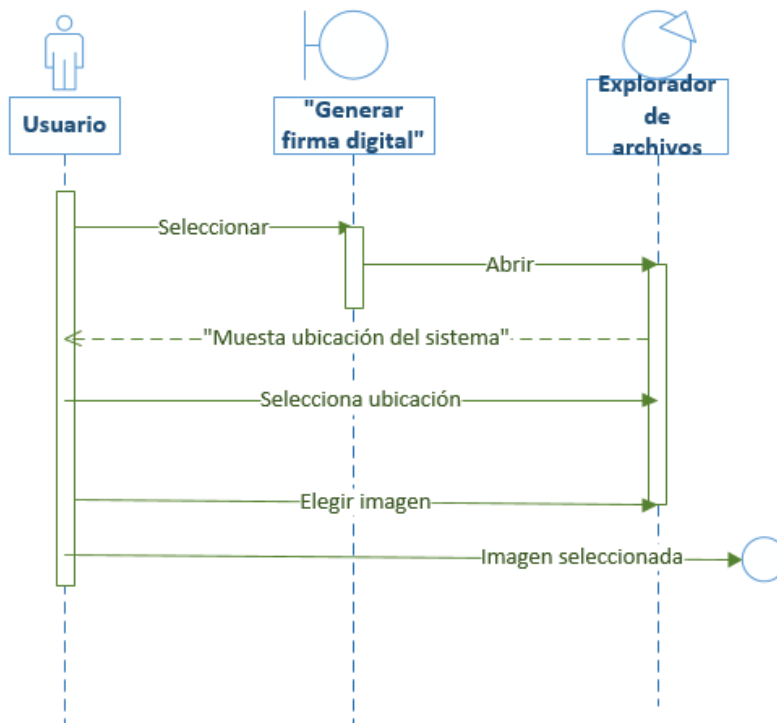 Usuario
"Generar
firma digital"
Explorador
de
archivos
Seleccionar
Abrir
"Muesta ubicación del sistema"
Selecciona ubicación
Elegir imagen
Imagen seleccionada